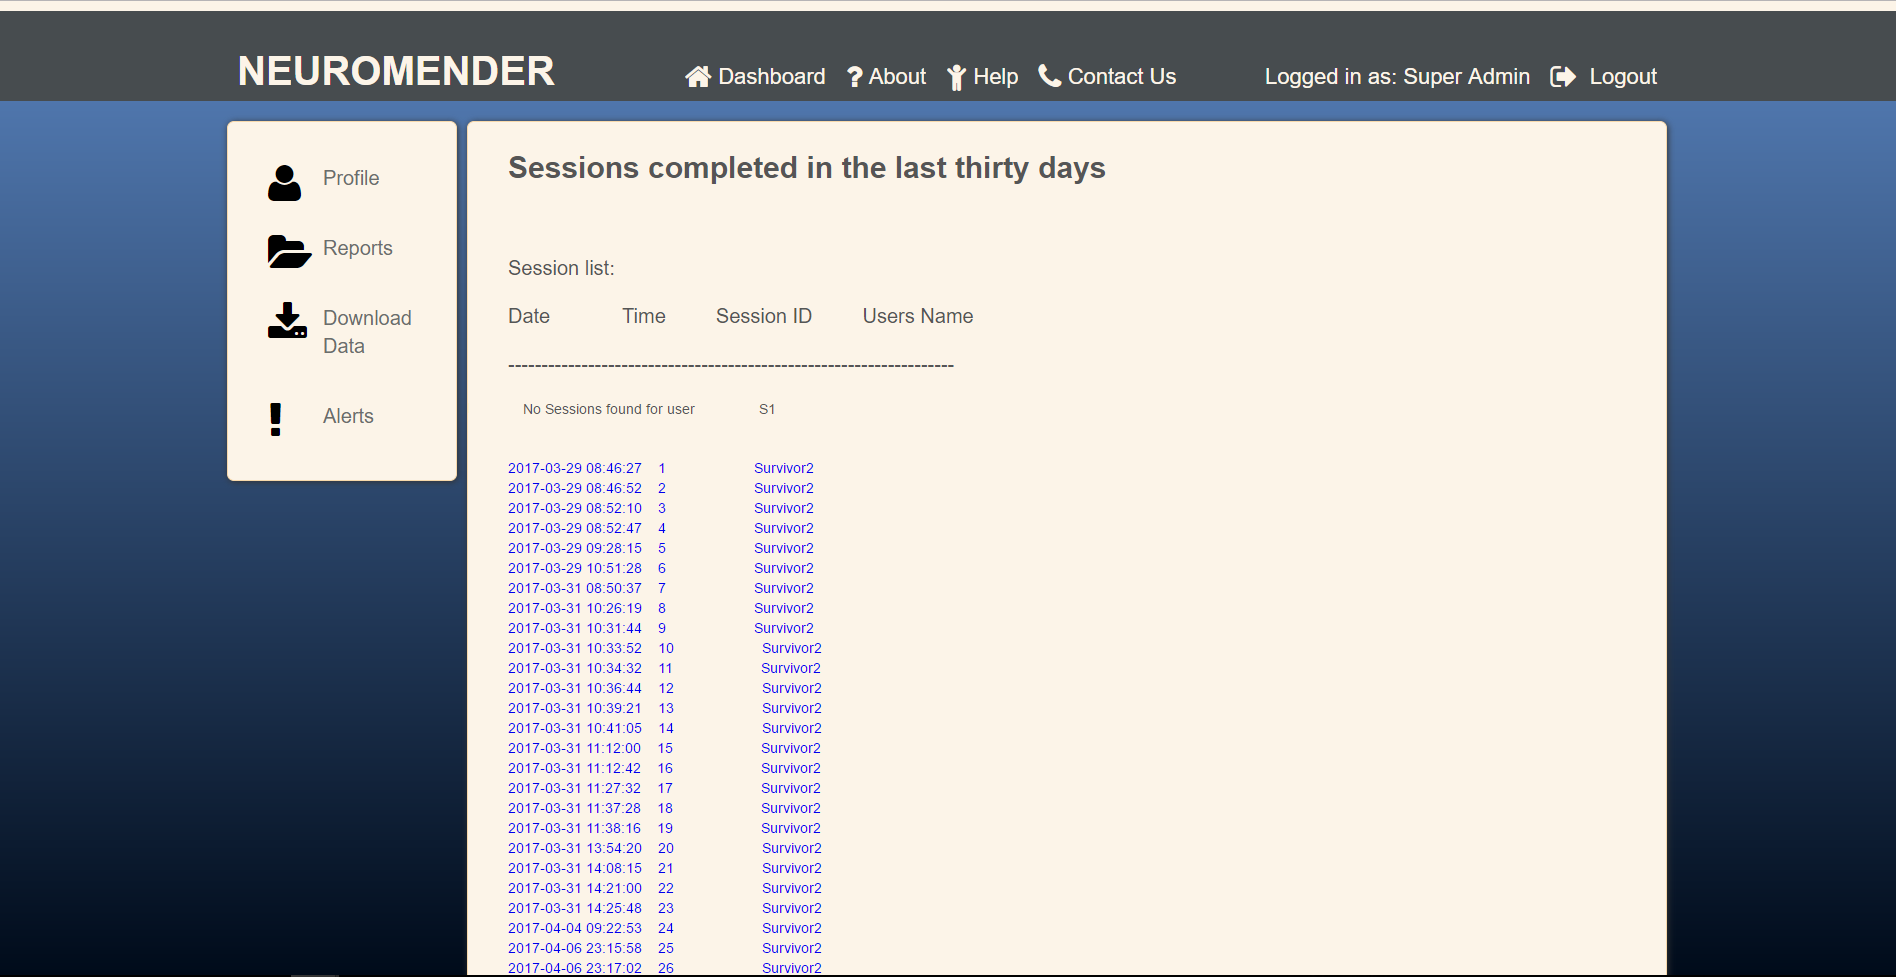 NEUROMENDER
Dashboard About Help Contact Us Logged in as: Super Admin Logout
Profile
Reports
Download
Data
Alerts
Sessions completed in the last thirty days
Session list:
Date Time Session ID Users Name
-------------------------------------------------------------------
No Sessions found for user S1
2017-03-29 08:46:27 1 Survivor2
2017-03-29 08:46:52 2 Survivor2
2017-03-29 08:52:10 3 Survivor2
2017-03-29 08:52:47 4 Survivor2
2017-03-29 09:28:15 5 Survivor2
2017-03-29 10:51:28 6 Survivor2
2017-03-31 08:50:37 7 Survivor2
2017-03-31 10:26:19 8 Survivor2
2017-03-31 10:31:44 9 Survivor2
2017-03-31 10:33:52 10 Survivor2
2017-03-31 10:34:32 11 Survivor2
2017-03-31 10:36:44 12 Survivor2
2017-03-31 10:39:21 13 Survivor2
2017-03-31 10:41:05 14 Survivor2
2017-03-31 11:12:00 15 Survivor2
2017-03-31 11:12:42 16 Survivor2
2017-03-31 11:27:32 17 Survivor2
2017-03-31 11:37:28 18 Survivor2
2017-03-31 11:38:16 19 Survivor2
2017-03-31 13:54:20 20 Survivor2
2017-03-31 14:08:15 21 Survivor2
2017-03-31 14:21:00 22 Survivor2
2017-03-31 14:25:48 23 Survivor2
2017-04-04 09:22:53 24 Survivor2
2017-04-06 23:15:58 25 Survivor2
2017-04-06 23:17:02 26 Survivor2